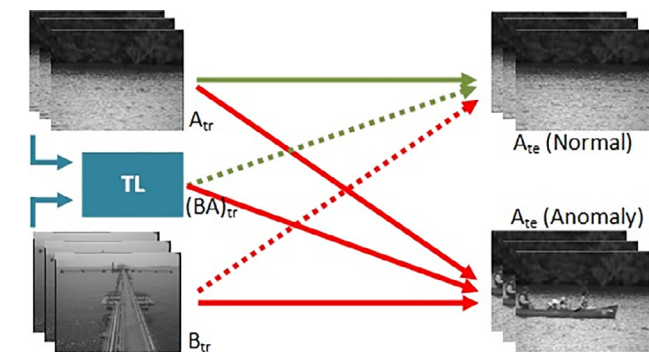 A_tr
A_te (Normal)
TL
(BA)_tr
A_te (Anomaly)
B_tr